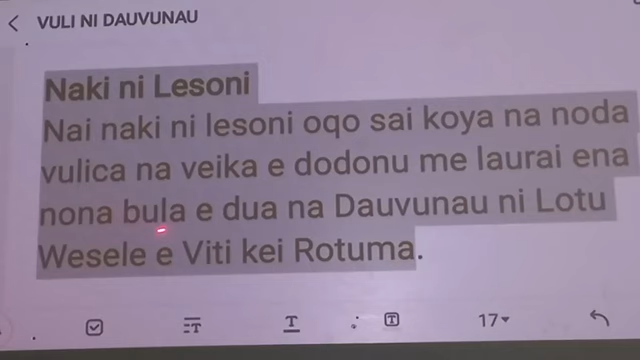 VULI NI DAUVUNAU
Naki ni Lesoni
Nai naki ni lesoni oqo sai koya na noda
vulica na veika e dodonu me laurai ena
nona bula e dua na Dauvunau ni Lotu
Wesele e Viti kei Rotuma.
17